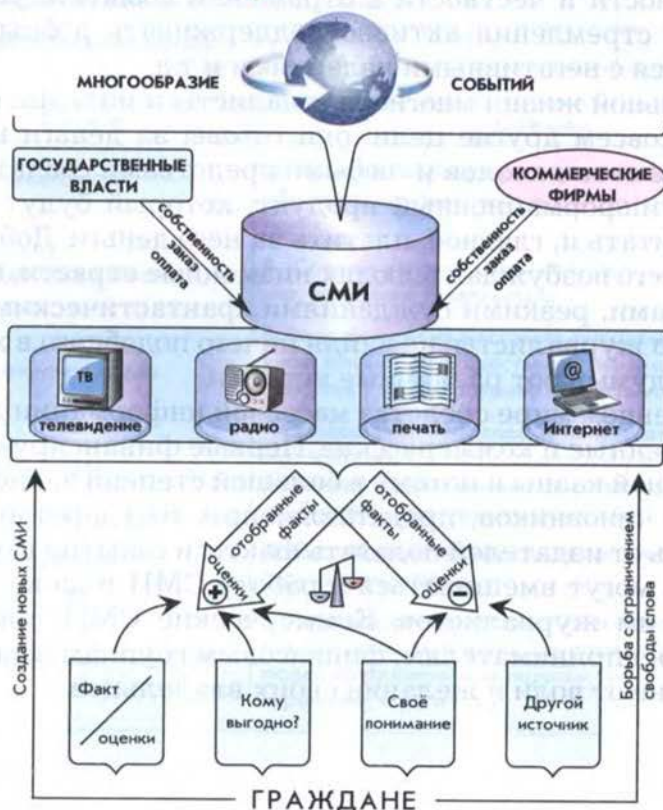 МНОГООБРАЗИЕ СОБЫТИЙ
ГОСУДАРСТВЕННЫЕ
ВЛАСТИ
КОММЕРЧЕСКИЕ
ФИРМЫ
собственность
заказ
оплата
собственность
заказ
оплата
СМИ
ТВ
@
телевидение
радио
печать
Интернет
отобранные
факты
оценки
+
отобранные
факты
оценки
–
Создание новых СМИ
Борьба с ограничением
свободы слова
Факт
оценки
Кому
выгодно?
Своё
понимание
Другой
источник
ГРАЖДАНЕ